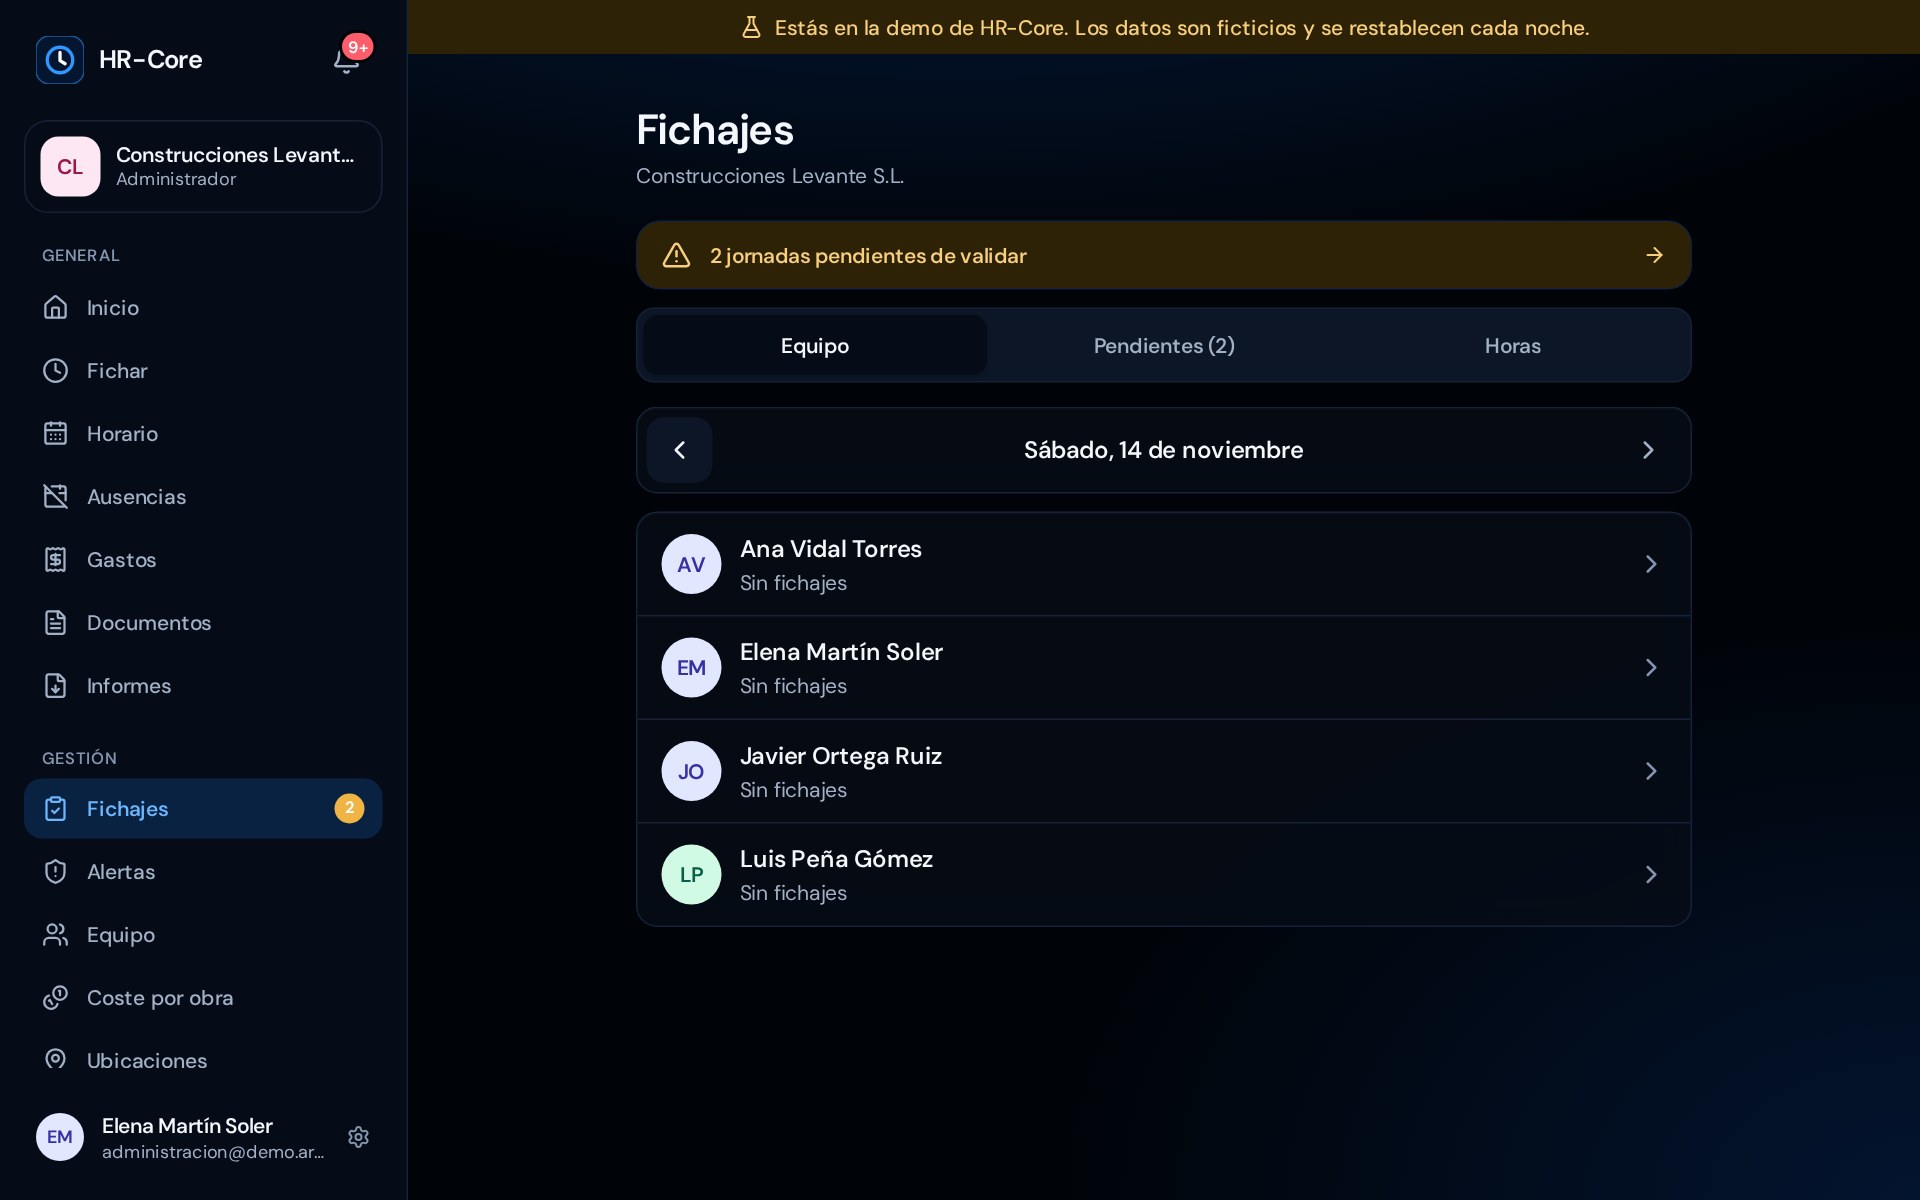 HR-Core
9+
CL
Construcciones Levant...
Administrador
GENERAL
Inicio
Fichar
Horario
Ausencias
Gastos
Documentos
Informes
GESTIÓN
Fichajes
2
Alertas
Equipo
Coste por obra
Ubicaciones
EM
Elena Martín Soler
administracion@demo.ar...
Estás en la demo de HR-Core. Los datos son ficticios y se restablecen cada noche.
Fichajes
Construcciones Levante S.L.
2 jornadas pendientes de validar
Equipo
Pendientes (2)
Horas
Sábado, 14 de noviembre
AV
Ana Vidal Torres
Sin fichajes
EM
Elena Martín Soler
Sin fichajes
JO
Javier Ortega Ruiz
Sin fichajes
LP
Luis Peña Gómez
Sin fichajes